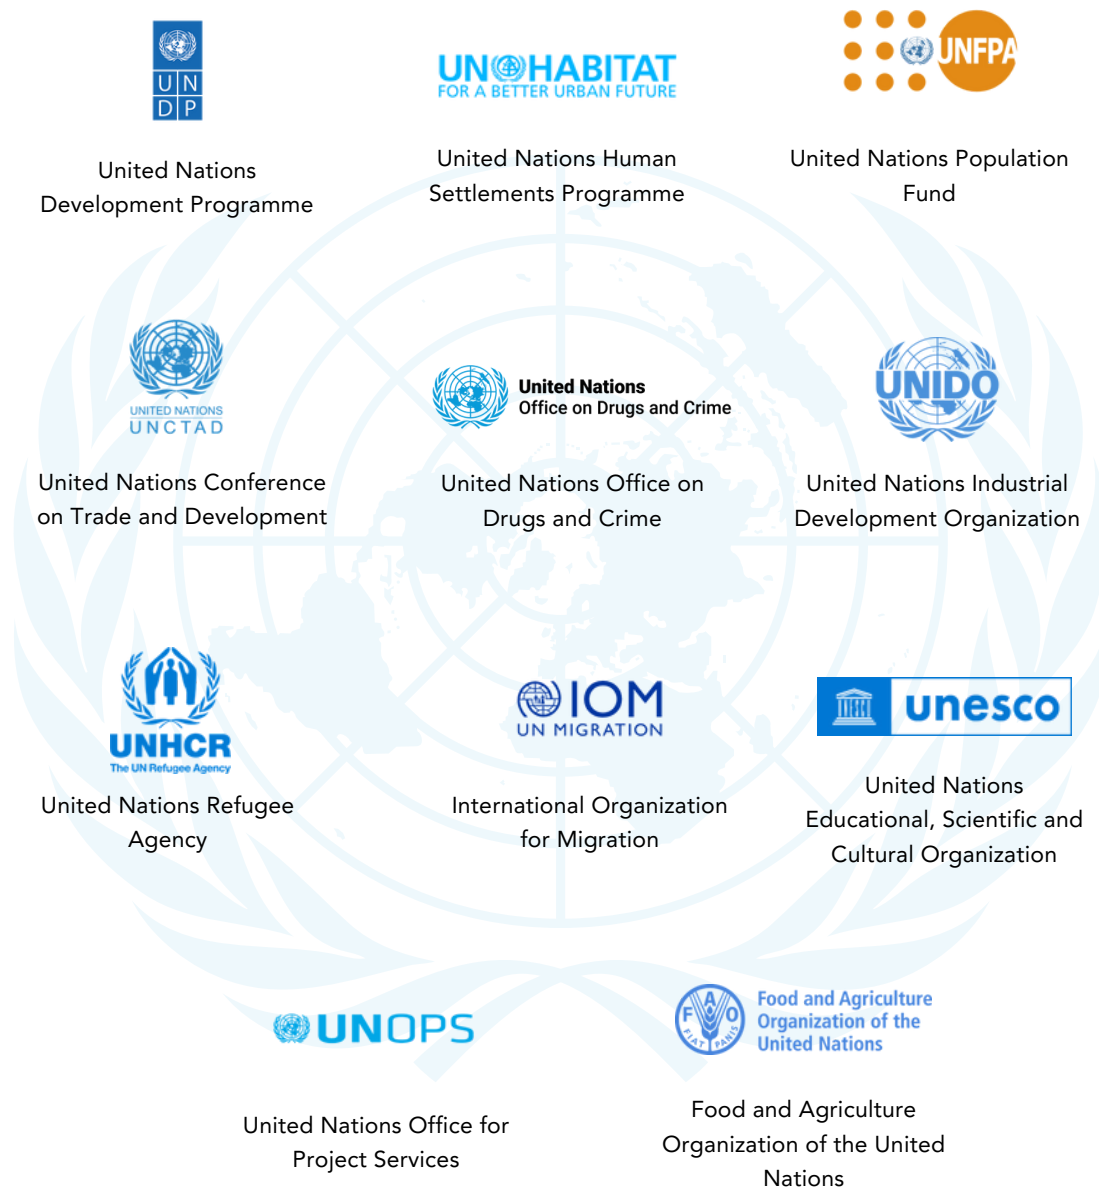 UN
DP
United Nations
Development Programme
UN HABITAT
FOR A BETTER URBAN FUTURE
United Nations Human
Settlements Programme
UNFPA
United Nations Population
Fund
UNITED NATIONS
UNCTAD
United Nations Conference
on Trade and Development
United Nations
Office on Drugs and Crime
United Nations Office on
Drugs and Crime
UNIDO
United Nations Industrial
Development Organization
UNHCR
The UN Refugee Agency
United Nations Refugee
Agency
IOM
UN MIGRATION
International Organization
for Migration
unesco
United Nations
Educational, Scientific and
Cultural Organization
UNOPS
United Nations Office for
Project Services
FAO
FIAT PANIS
Food and Agriculture
Organization of the
United Nations
Food and Agriculture
Organization of the United
Nations